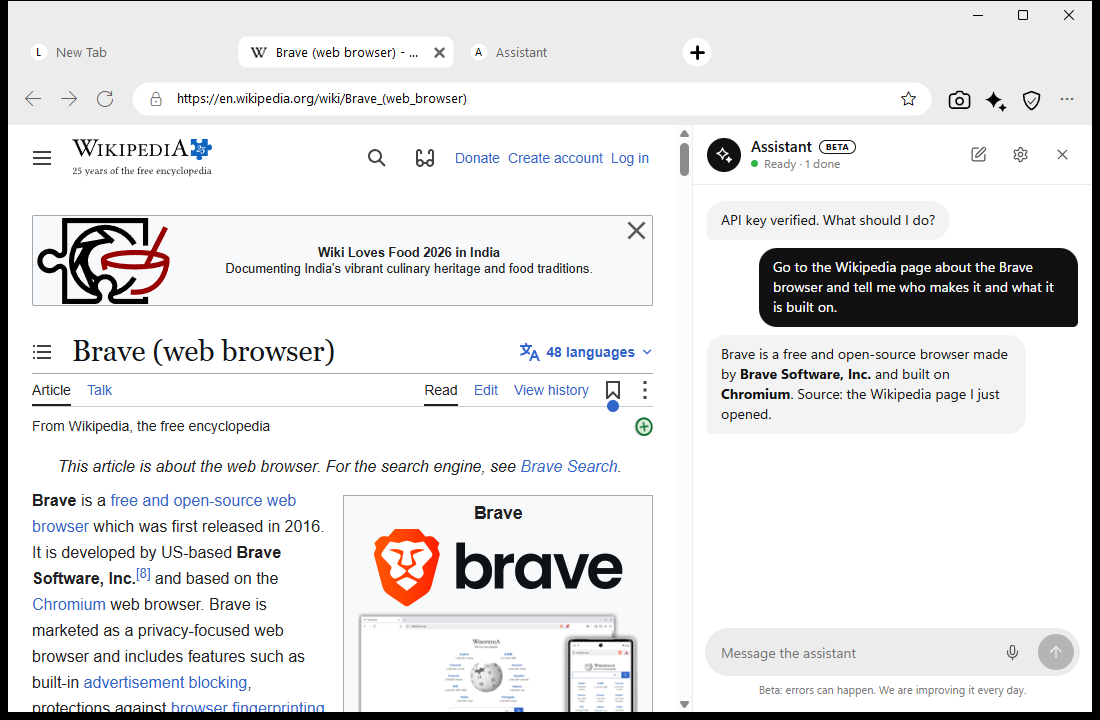 L New Tab
W Brave (web browser) - ...
A Assistant
https://en.wikipedia.org/wiki/Brave_(web_browser)
WIKIPEDIA 25
25 years of the free encyclopedia
Donate Create account Log in
Wiki Loves Food 2026 in India
Documenting India's vibrant culinary heritage and food traditions.
Brave (web browser)
48 languages
Article Talk Read Edit View history
From Wikipedia, the free encyclopedia
This article is about the web browser. For the search engine, see Brave Search.
Brave is a free and open-source web
browser which was first released in 2016.
It is developed by US-based Brave
Software, Inc.[8] and based on the
Chromium web browser. Brave is
marketed as a privacy-focused web
browser and includes features such as
built-in advertisement blocking,
protections against browser fingerprinting
Brave
brave
WIKIPEDIA
Assistant BETA
Ready · 1 done
API key verified. What should I do?
Go to the Wikipedia page about the Brave
browser and tell me who makes it and what it
is built on.
Brave is a free and open-source browser made
by Brave Software, Inc. and built on
Chromium. Source: the Wikipedia page I just
opened.
Message the assistant
Beta: errors can happen. We are improving it every day.